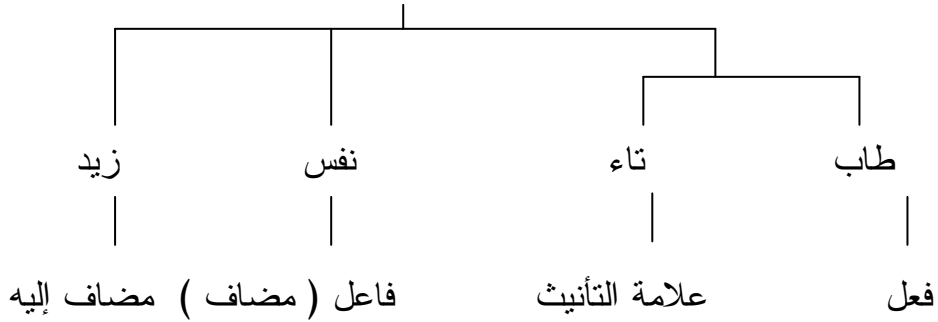 طاب تاء نفس زيد
فعل علامة التأنيث فاعل ( مضاف ) مضاف إليه